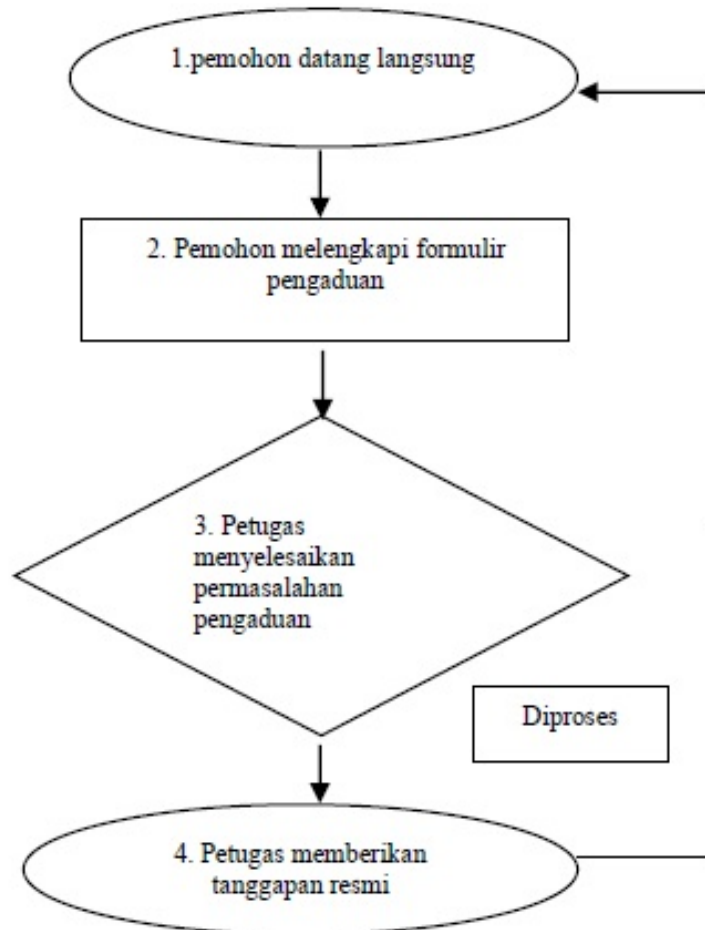 1.pemohon datang langsung
2. Pemohon melengkapi formulir
pengaduan
3. Petugas
menyelesaikan
permasalahan
pengaduan
Diproses
4. Petugas memberikan
tanggapan resmi